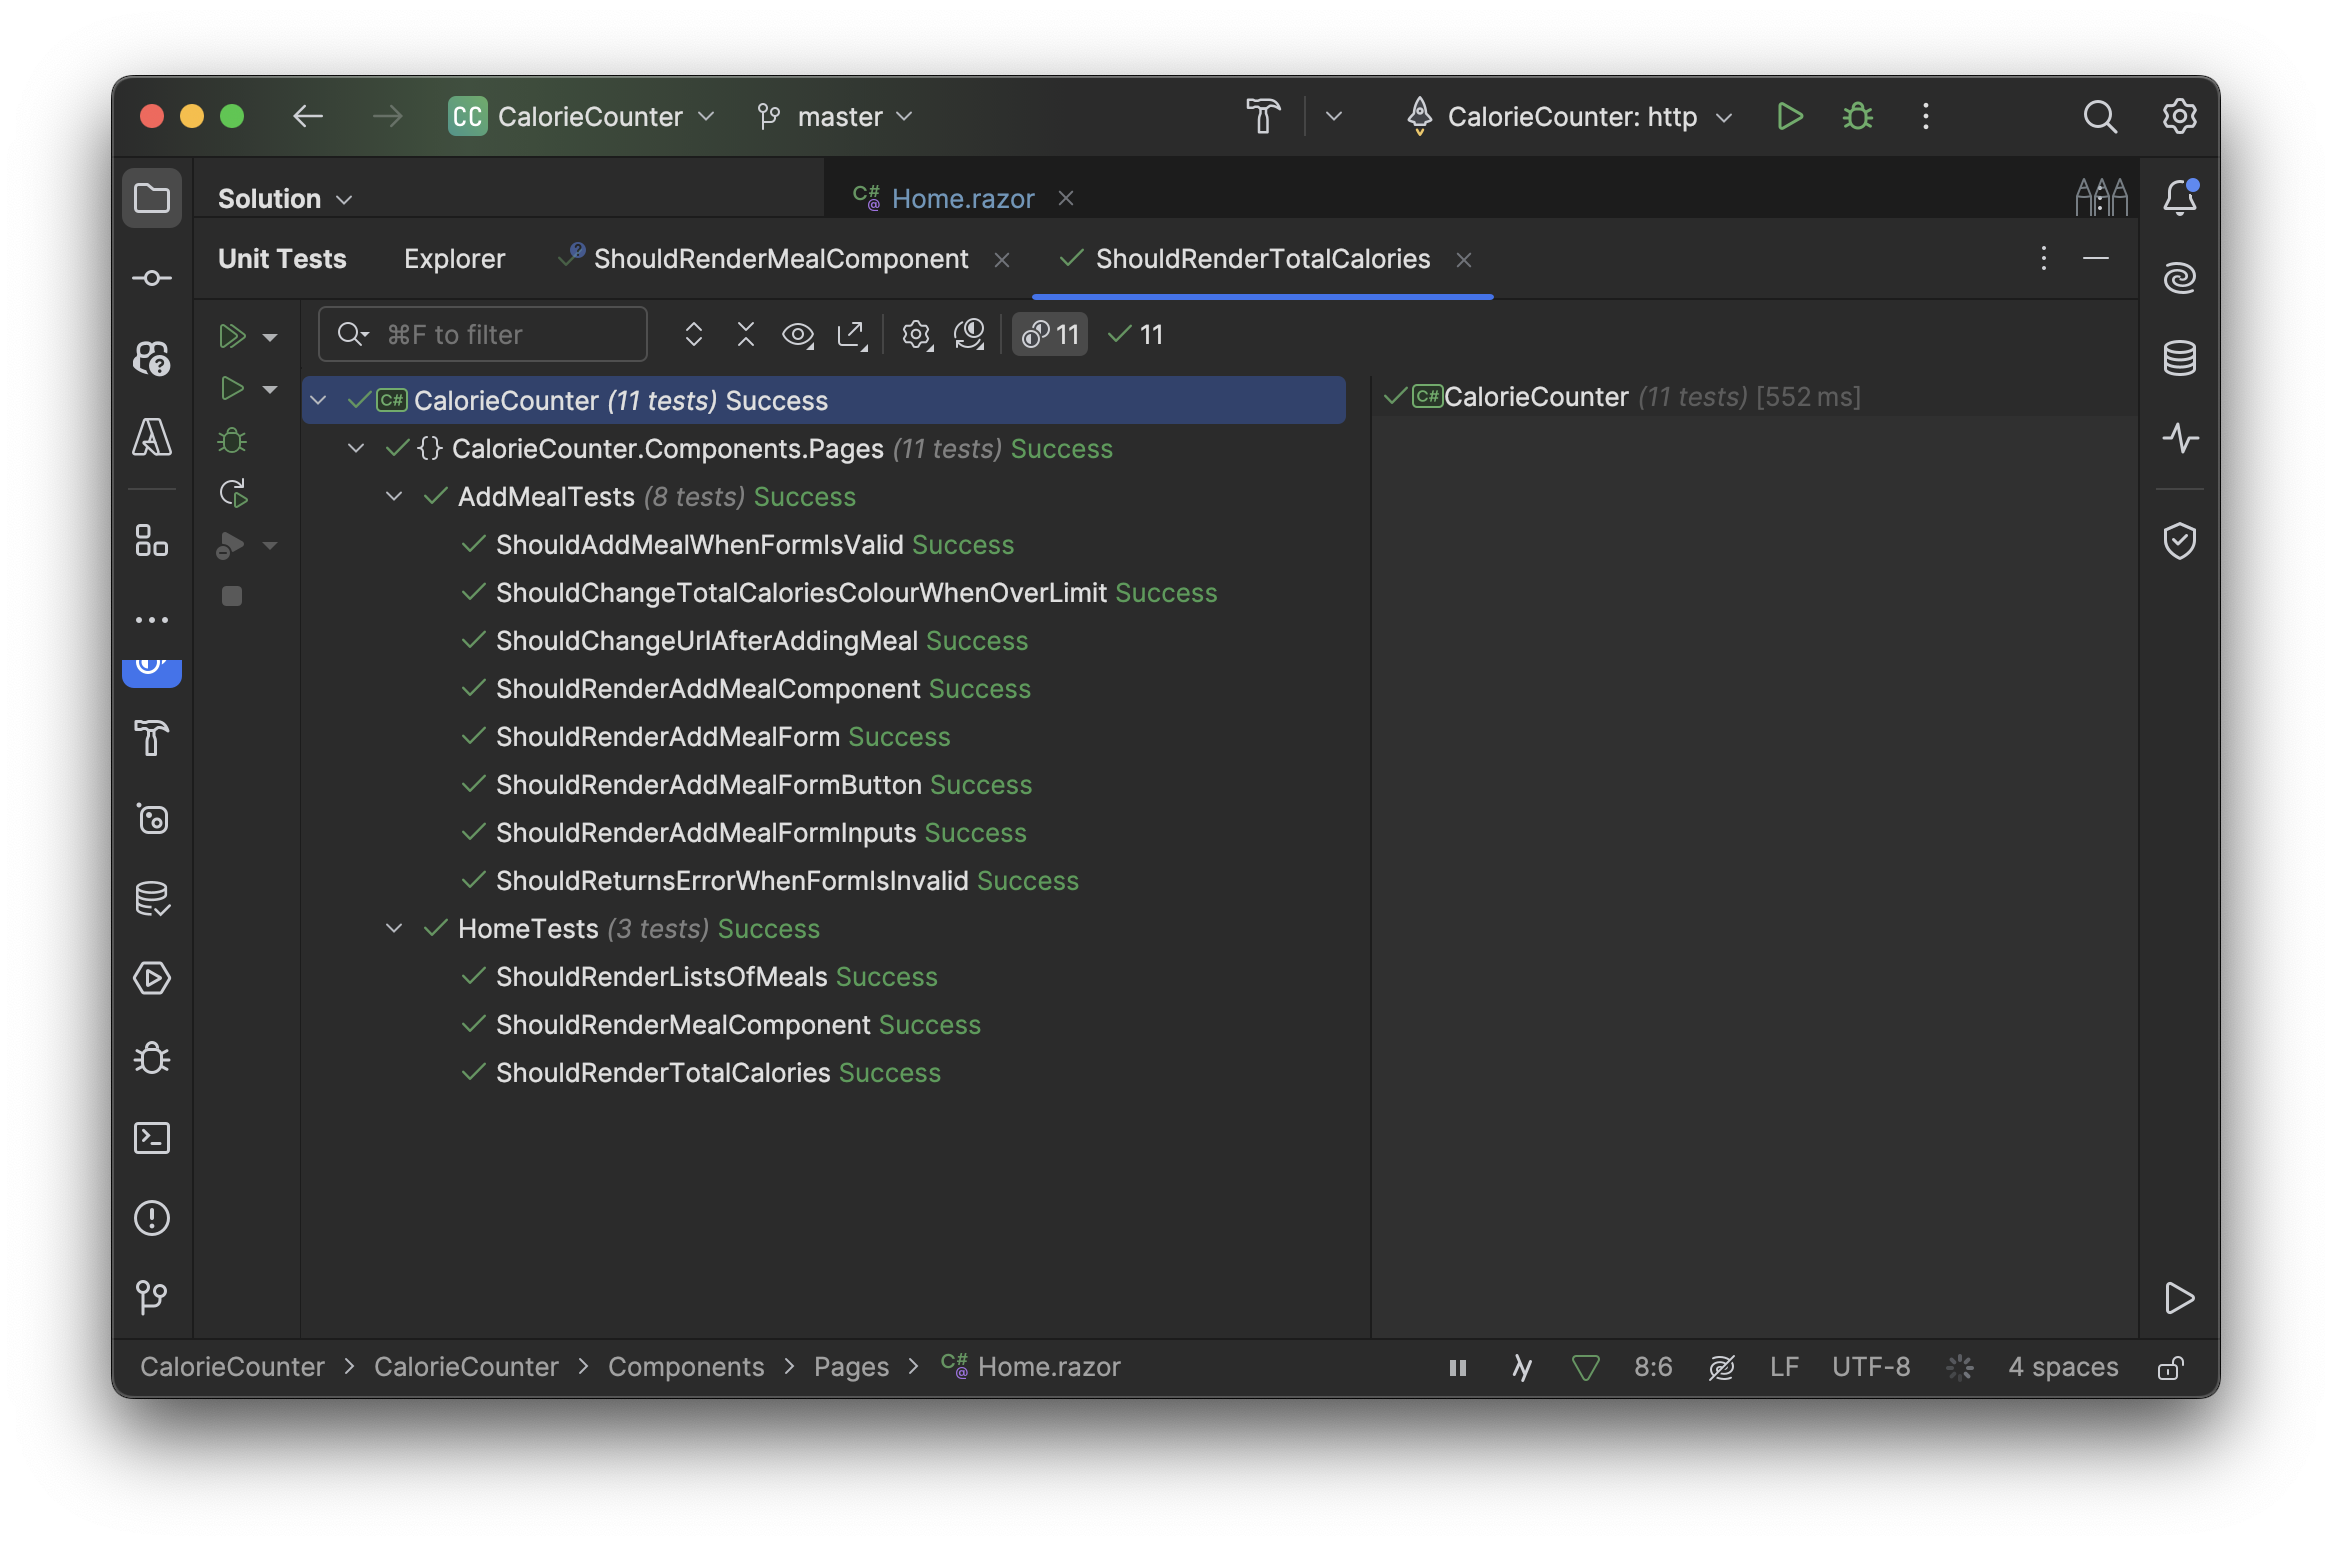 CC CalorieCounter master CalorieCounter: http
Solution C# @ Home.razor
Unit Tests Explorer ShouldRenderMealComponent ShouldRenderTotalCalories
⌘F to filter 11 11
C# CalorieCounter (11 tests) Success
{} CalorieCounter.Components.Pages (11 tests) Success
AddMealTests (8 tests) Success
ShouldAddMealWhenFormIsValid Success
ShouldChangeTotalCaloriesColourWhenOverLimit Success
ShouldChangeUrlAfterAddingMeal Success
ShouldRenderAddMealComponent Success
ShouldRenderAddMealForm Success
ShouldRenderAddMealFormButton Success
ShouldRenderAddMealFormInputs Success
ShouldReturnsErrorWhenFormIsInvalid Success
HomeTests (3 tests) Success
ShouldRenderListsOfMeals Success
ShouldRenderMealComponent Success
ShouldRenderTotalCalories Success
C# CalorieCounter (11 tests) [552 ms]
CalorieCounter > CalorieCounter > Components > Pages > C# @ Home.razor 8:6 LF UTF-8 4 spaces